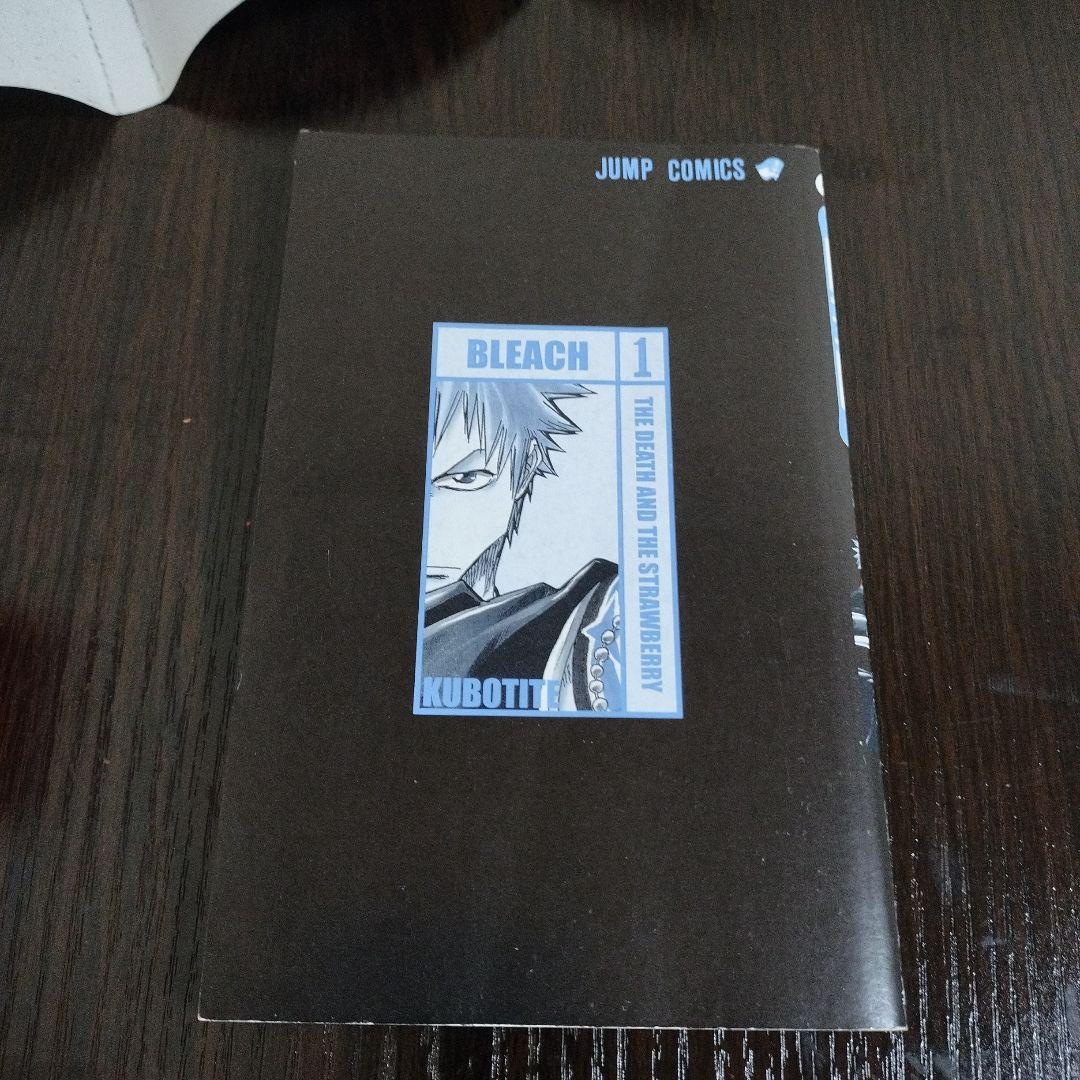 JUMP COMICS
BLEACH
1
THE DEATH AND THE STRAWBERRY
KUBOTITE